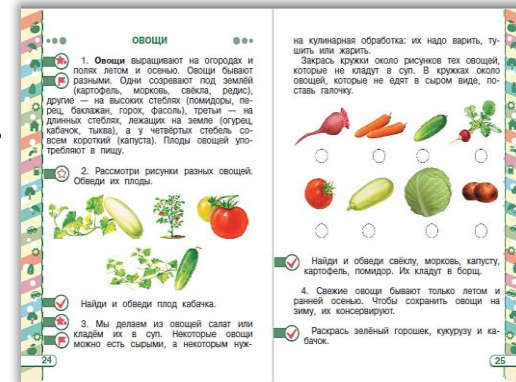 ОВОЩИ
1. Овощи выращивают на огородах и
полях летом и осенью. Овощи бывают
разными. Одни созревают под землёй
(картофель, морковь, свёкла, редис),
другие — на высоких стеблях (помидоры, пе-
рец, баклажан, горох, фасоль), третьи — на
длинных стеблях, лежащих на земле (огурец,
кабачок, тыква), а у четвёртых стебель со-
всем короткий (капуста). Плоды овощей упо-
требляют в пищу.
2. Рассмотри рисунки разных овощей.
Обведи их плоды.
Найди и обведи плод кабачка.
3. Мы делаем из овощей салат или
кладём их в суп. Некоторые овощи
можно есть сырыми, а некоторым нуж-
24
на кулинарная обработка: их надо варить, ту-
шить или жарить.
Закрась кружки около рисунков тех овощей,
которые не кладут в суп. В кружках около
овощей, которые не едят в сыром виде, по-
ставь галочку.
Найди и обведи свёклу, морковь, капусту,
картофель, помидор. Их кладут в борщ.
4. Свежие овощи бывают только летом и
ранней осенью. Чтобы сохранить овощи на
зиму, их консервируют.
Раскрась зелёный горошек, кукурузу и ка-
бачок.
25